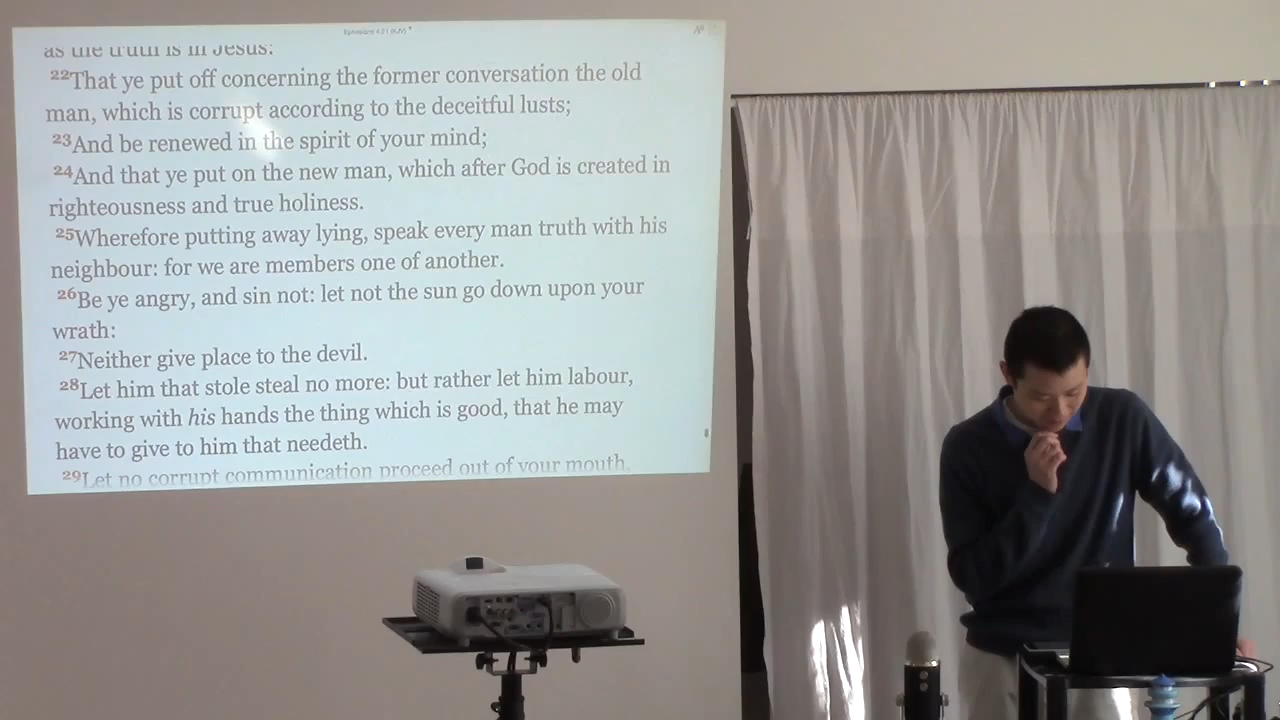 Ephesians 4:21 (KJV)
as the truth is in Jesus:
22That ye put off concerning the former conversation the old
man, which is corrupt according to the deceitful lusts;
23And be renewed in the spirit of your mind;
24And that ye put on the new man, which after God is created in
righteousness and true holiness.
25Wherefore putting away lying, speak every man truth with his
neighbour: for we are members one of another.
26Be ye angry, and sin not: let not the sun go down upon your
wrath:
27Neither give place to the devil.
28Let him that stole steal no more: but rather let him labour,
working with his hands the thing which is good, that he may
have to give to him that needeth.
29Let no corrupt communication proceed out of your mouth,